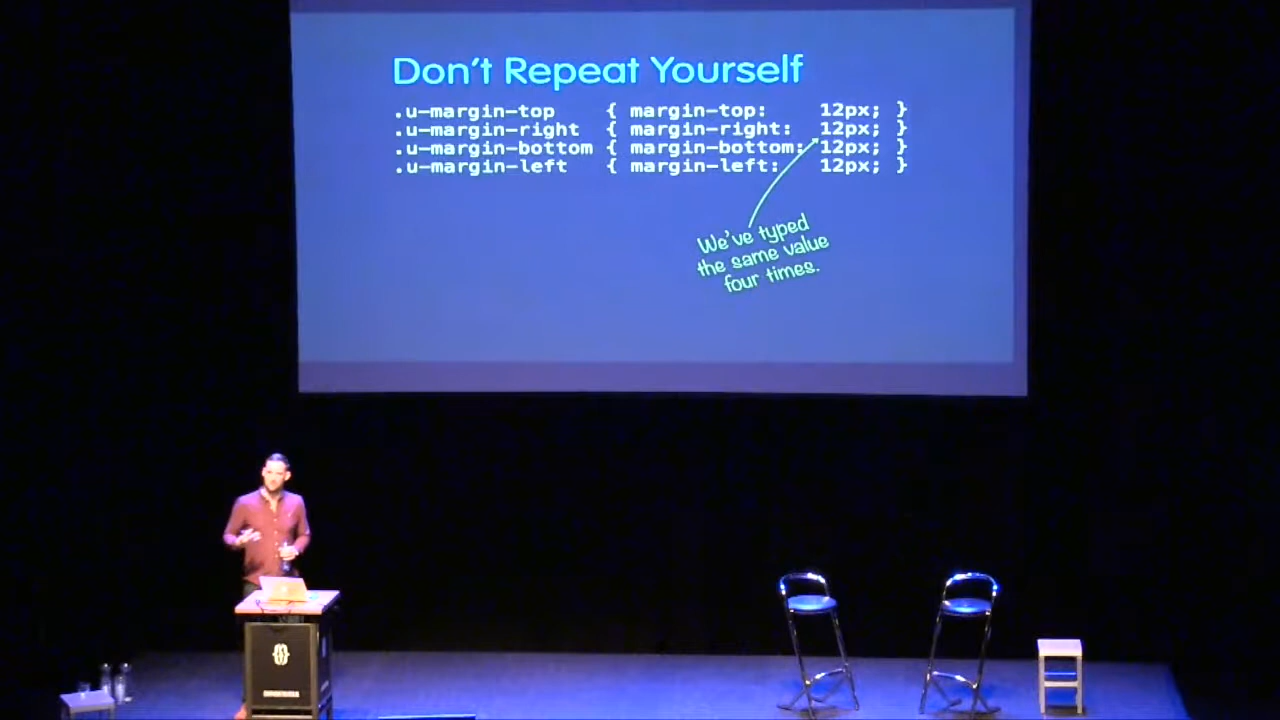 Don't Repeat Yourself
.u-margin-top { margin-top: 12px; }
.u-margin-right { margin-right: 12px; }
.u-margin-bottom { margin-bottom: 12px; }
.u-margin-left { margin-left: 12px; }
We've typed
the same value
four times.
{}